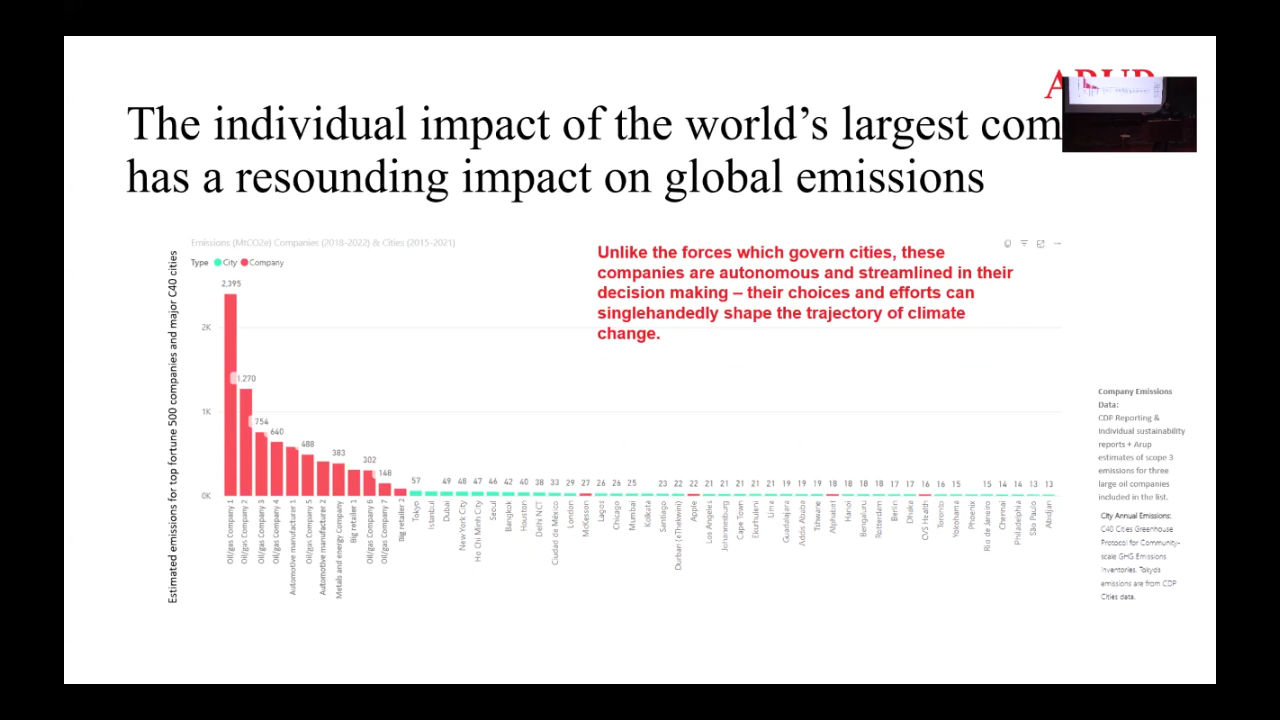 ARUP
The individual impact of the world's largest com
has a resounding impact on global emissions
Emissions (MtCO2e) Companies (2018-2022) & Cities (2015-2021)
Type City Company
Unlike the forces which govern cities, these
companies are autonomous and streamlined in their
decision making – their choices and efforts can
singlehandedly shape the trajectory of climate
change.
Estimated emissions for top fortune 500 companies and major C40 cities
2K
1K
0K
2,395
1,270
754
640
488
383
302
148
57
49
48
47
46
42
40
38
33
29
27
26
26
25
23
22
22
21
21
21
21
21
19
19
19
18
18
18
18
17
17
16
16
15
15
14
14
13
13
Oil/gas Company 1
Oil/gas Company 2
Oil/gas Company 3
Oil/gas Company 4
Automotive manufacturer 1
Oil/gas Company 5
Automotive manufacturer 2
Metals and energy Company
Big retailer 1
Oil/gas Company 6
Oil/gas Company 7
Big retailer 2
Tokyo
Istanbul
Dubai
New York City
Ho Chi Minh City
Seoul
Bangkok
Houston
Delhi NCT
Ciudad de México
London
McKesson
Lagos
Chicago
Mumbai
Kolkata
Santiago
Durban (eThekwini)
Apple
Los Angeles
Johannesburg
Cape Town
Ekurhuleni
Lima
Guadalajara
Addis Ababa
Tshwane
Alphabet
Hanoi
Bengaluru
Rotterdam
Berlin
Dhaka
CVS Health
Toronto
Yokohama
Phoenix
Rio de Janeiro
Chennai
Philadelphia
São Paulo
Abidjan
Company Emissions
Data:
CDP Reporting &
Individual sustainability
reports + Arup
estimates of scope 3
emissions for three
large oil companies
included in the list.
City Annual Emissions:
C40 Cities Greenhouse
Protocol for Community-
scale GHG Emissions
Inventories. Tokyo's
emissions are from CDP
Cities data.